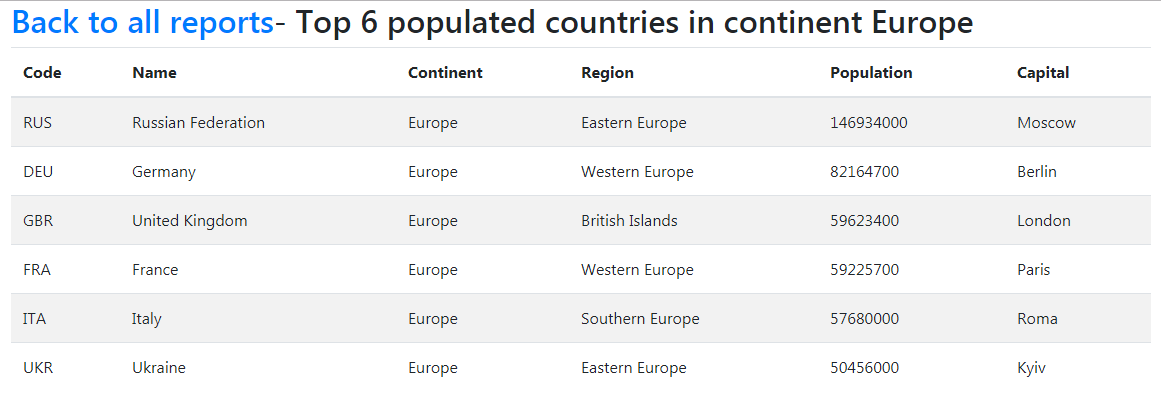 Back to all reports- Top 6 populated countries in continent Europe
Code Name Continent Region Population Capital
RUS Russian Federation Europe Eastern Europe 146934000 Moscow
DEU Germany Europe Western Europe 82164700 Berlin
GBR United Kingdom Europe British Islands 59623400 London
FRA France Europe Western Europe 59225700 Paris
ITA Italy Europe Southern Europe 57680000 Roma
UKR Ukraine Europe Eastern Europe 50456000 Kyiv